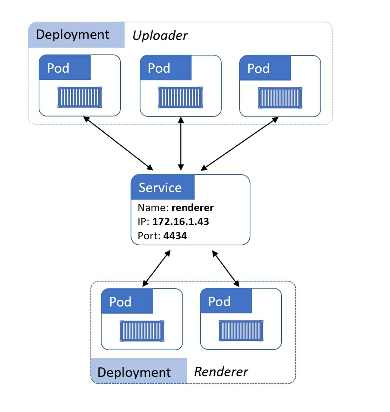 Deployment Uploader
Pod Pod Pod
Service
Name: renderer
IP: 172.16.1.43
Port: 4434
Pod Pod
Deployment Renderer